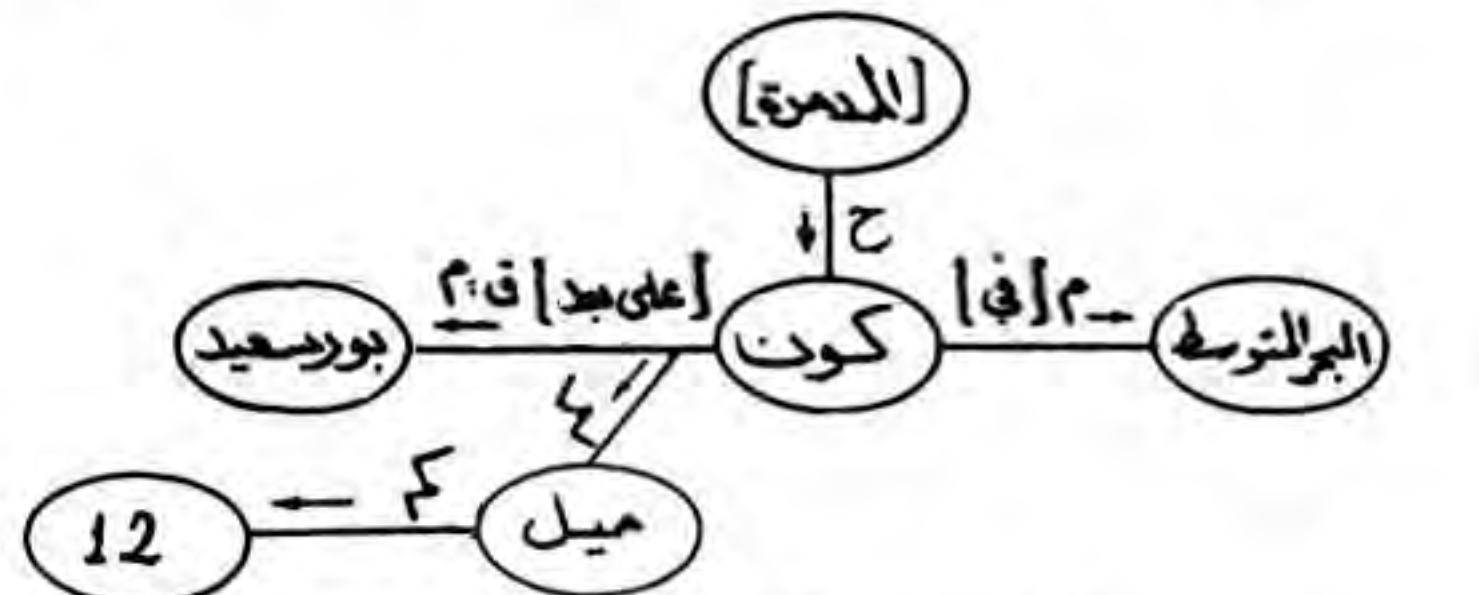 [المدمرة]
ح
البحر المتوسط
م [في]
كون
[على بعد] ق:م
بورسعيد
ميل
كم
12